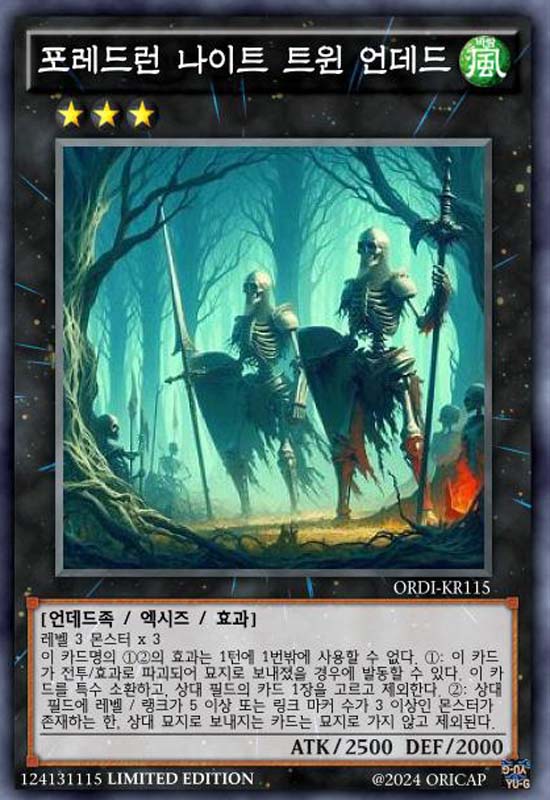 포레드런 나이트 트윈 언데드
바람
風
ORDI-KR115
[언데드족 / 엑시즈 / 효과]
레벨 3 몬스터 x 3
이 카드명의 ①②의 효과는 1턴에 1번밖에 사용할 수 없다. ①: 이 카드
가 전투/효과로 파괴되어 묘지로 보내졌을 경우에 발동할 수 있다. 이 카
드를 특수 소환하고, 상대 필드의 카드 1장을 고르고 제외한다. ②: 상대
필드에 레벨 / 랭크가 5 이상 또는 링크 마커 수가 3 이상인 몬스터가
존재하는 한, 상대 묘지로 보내지는 카드는 묘지로 가지 않고 제외된다.
ATK/2500 DEF/2000
124131115 LIMITED EDITION
@2024 ORICAP
YU-G